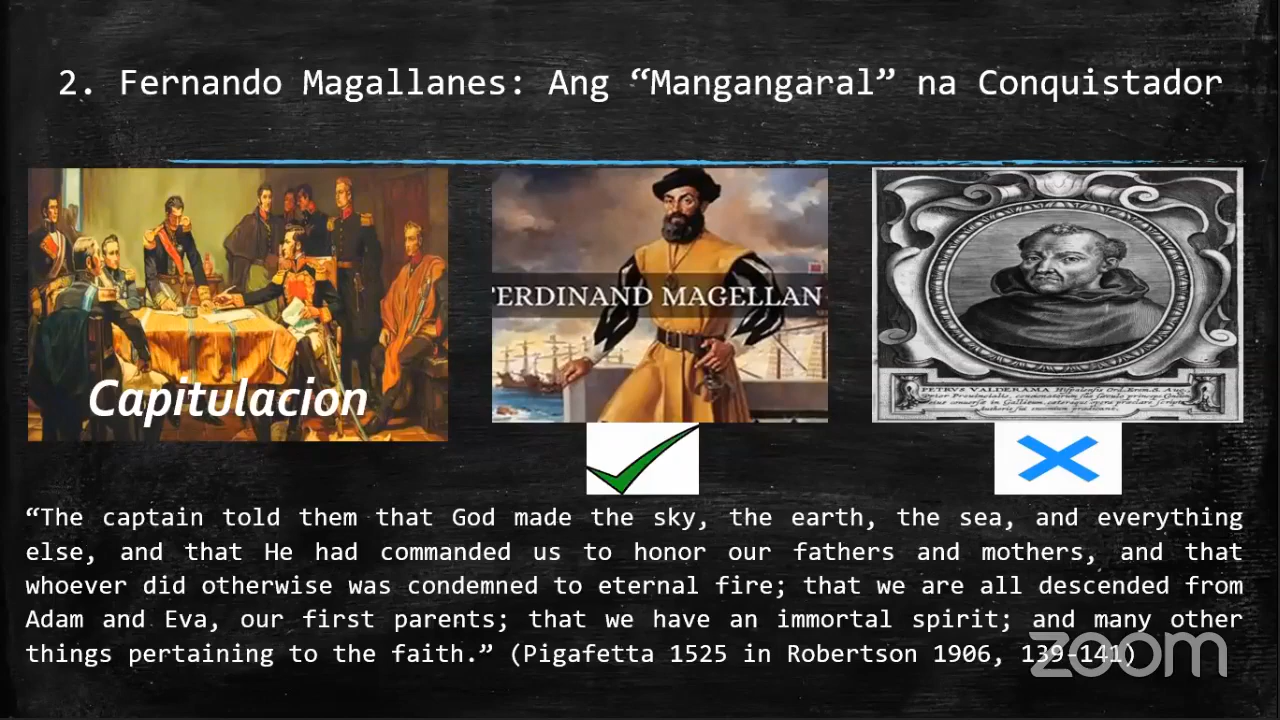 2. Fernando Magallanes: Ang “Mangangaral” na Conquistador
Capitulacion
FERDINAND MAGELLAN
PETRVS VALDERAMA
“The captain told them that God made the sky, the earth, the sea, and everything
else, and that He had commanded us to honor our fathers and mothers, and that
whoever did otherwise was condemned to eternal fire; that we are all descended from
Adam and Eva, our first parents; that we have an immortal spirit; and many other
things pertaining to the faith.” (Pigafetta 1525 in Robertson 1906, 139-141)
zoom